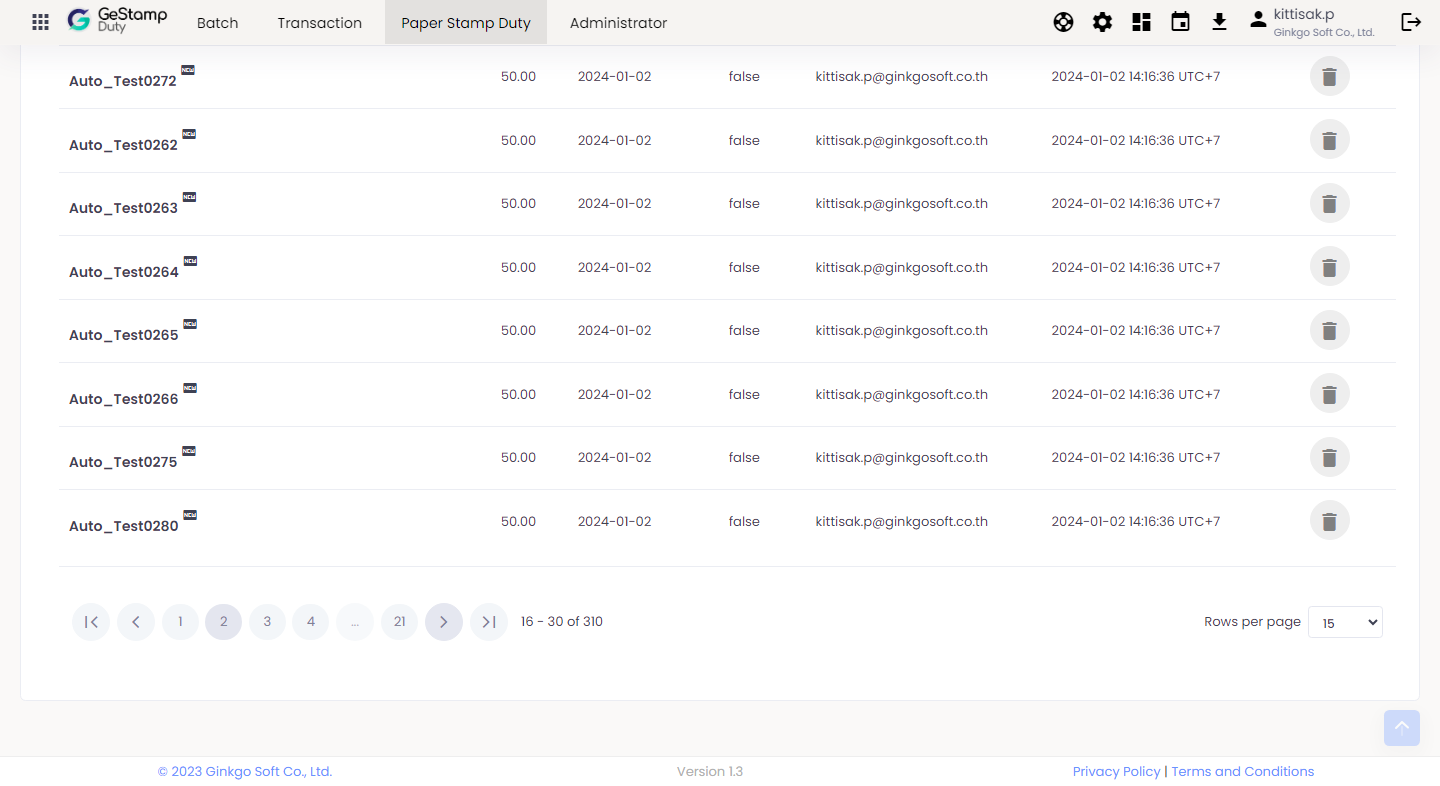 GeStamp Duty Batch Transaction Paper Stamp Duty Administrator kittisak.p
Ginkgo Soft Co., Ltd.
Auto_Test0272 NEW 50.00 2024-01-02 false kittisak.p@ginkgosoft.co.th 2024-01-02 14:16:36 UTC+7
Auto_Test0262 NEW 50.00 2024-01-02 false kittisak.p@ginkgosoft.co.th 2024-01-02 14:16:36 UTC+7
Auto_Test0263 NEW 50.00 2024-01-02 false kittisak.p@ginkgosoft.co.th 2024-01-02 14:16:36 UTC+7
Auto_Test0264 NEW 50.00 2024-01-02 false kittisak.p@ginkgosoft.co.th 2024-01-02 14:16:36 UTC+7
Auto_Test0265 NEW 50.00 2024-01-02 false kittisak.p@ginkgosoft.co.th 2024-01-02 14:16:36 UTC+7
Auto_Test0266 NEW 50.00 2024-01-02 false kittisak.p@ginkgosoft.co.th 2024-01-02 14:16:36 UTC+7
Auto_Test0275 NEW 50.00 2024-01-02 false kittisak.p@ginkgosoft.co.th 2024-01-02 14:16:36 UTC+7
Auto_Test0280 NEW 50.00 2024-01-02 false kittisak.p@ginkgosoft.co.th 2024-01-02 14:16:36 UTC+7
1 2 3 4 ... 21 16 - 30 of 310 Rows per page 15
© 2023 Ginkgo Soft Co., Ltd. Version 1.3 Privacy Policy | Terms and Conditions